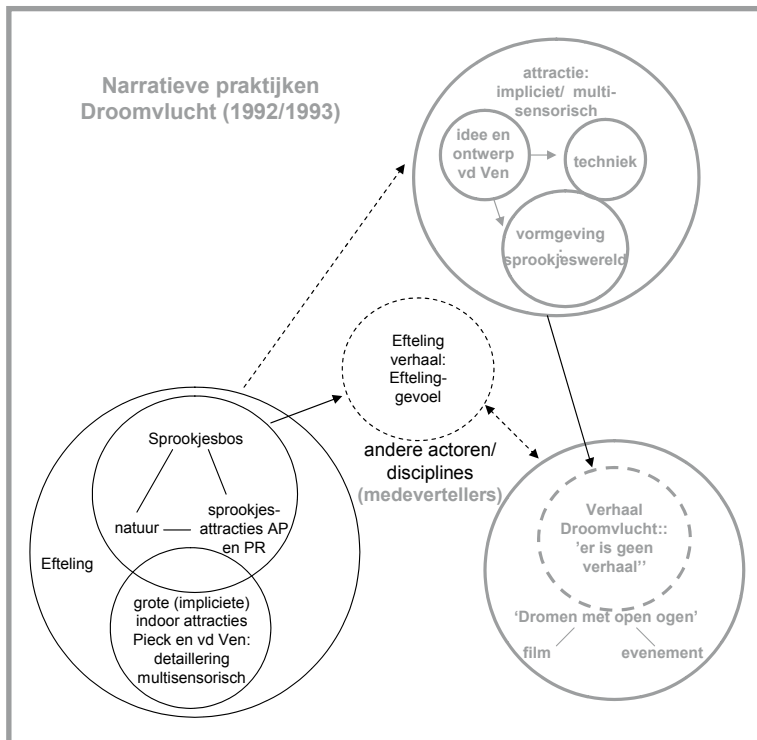 Narratieve praktijken
Droomvlucht (1992/1993)
attractie:
impliciet/ multi-
sensorisch
idee en
ontwerp
vd Ven
techniek
vormgeving
:
sprookjeswereld
Efteling
verhaal:
Efteling-
gevoel
andere actoren/
disciplines
(medevertellers)
Sprookjesbos
natuur
sprookjes-
attracties AP
en PR
Efteling
grote (impliciete)
indoor attracties
Pieck en vd Ven:
detaillering
multisensorisch
Verhaal
Droomvlucht::
'er is geen
verhaal''
'Dromen met open ogen'
film
evenement